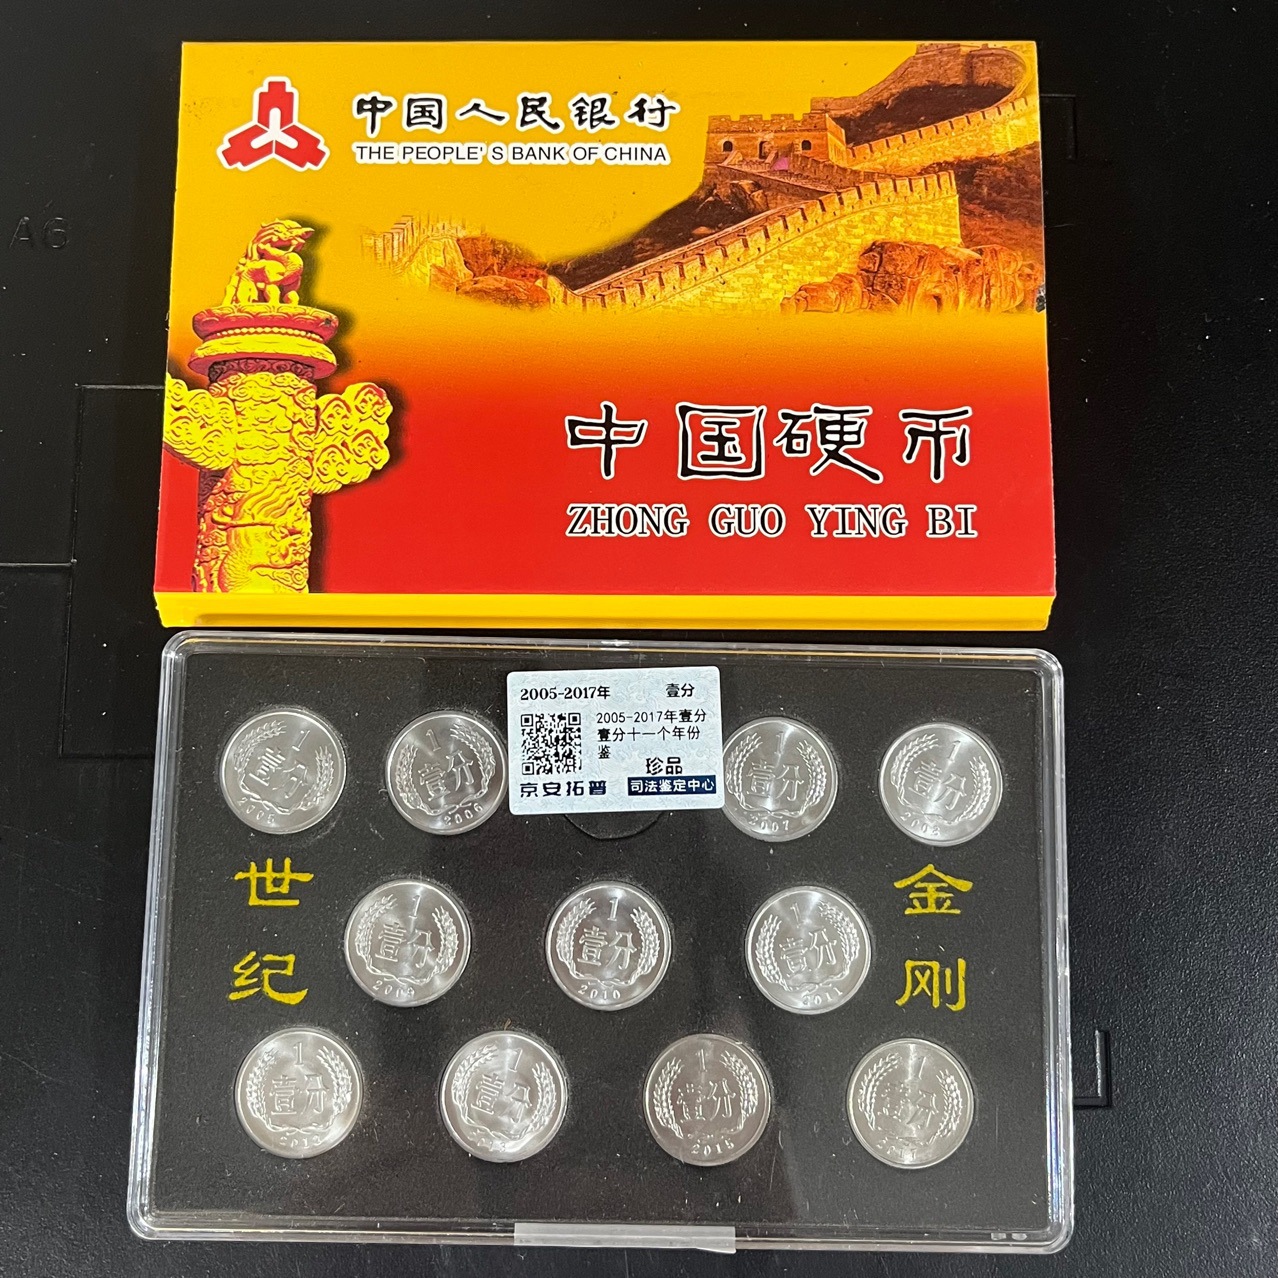 中国人民银行
THE PEOPLE'S BANK OF CHINA
A6
中国硬币
ZHONG GUO YING BI
2005-2017年 壹分
2005-2017年壹分
壹分十一个年份
鉴
珍品
京安拓普 司法鉴定中心
1
壹分
2005
1
壹分
2006
1
壹分
2007
1
壹分
2008
世纪
金刚
1
壹分
2009
1
壹分
2010
1
壹分
2011
1
壹分
2012
1
壹分
1
壹分
2015
1
壹分